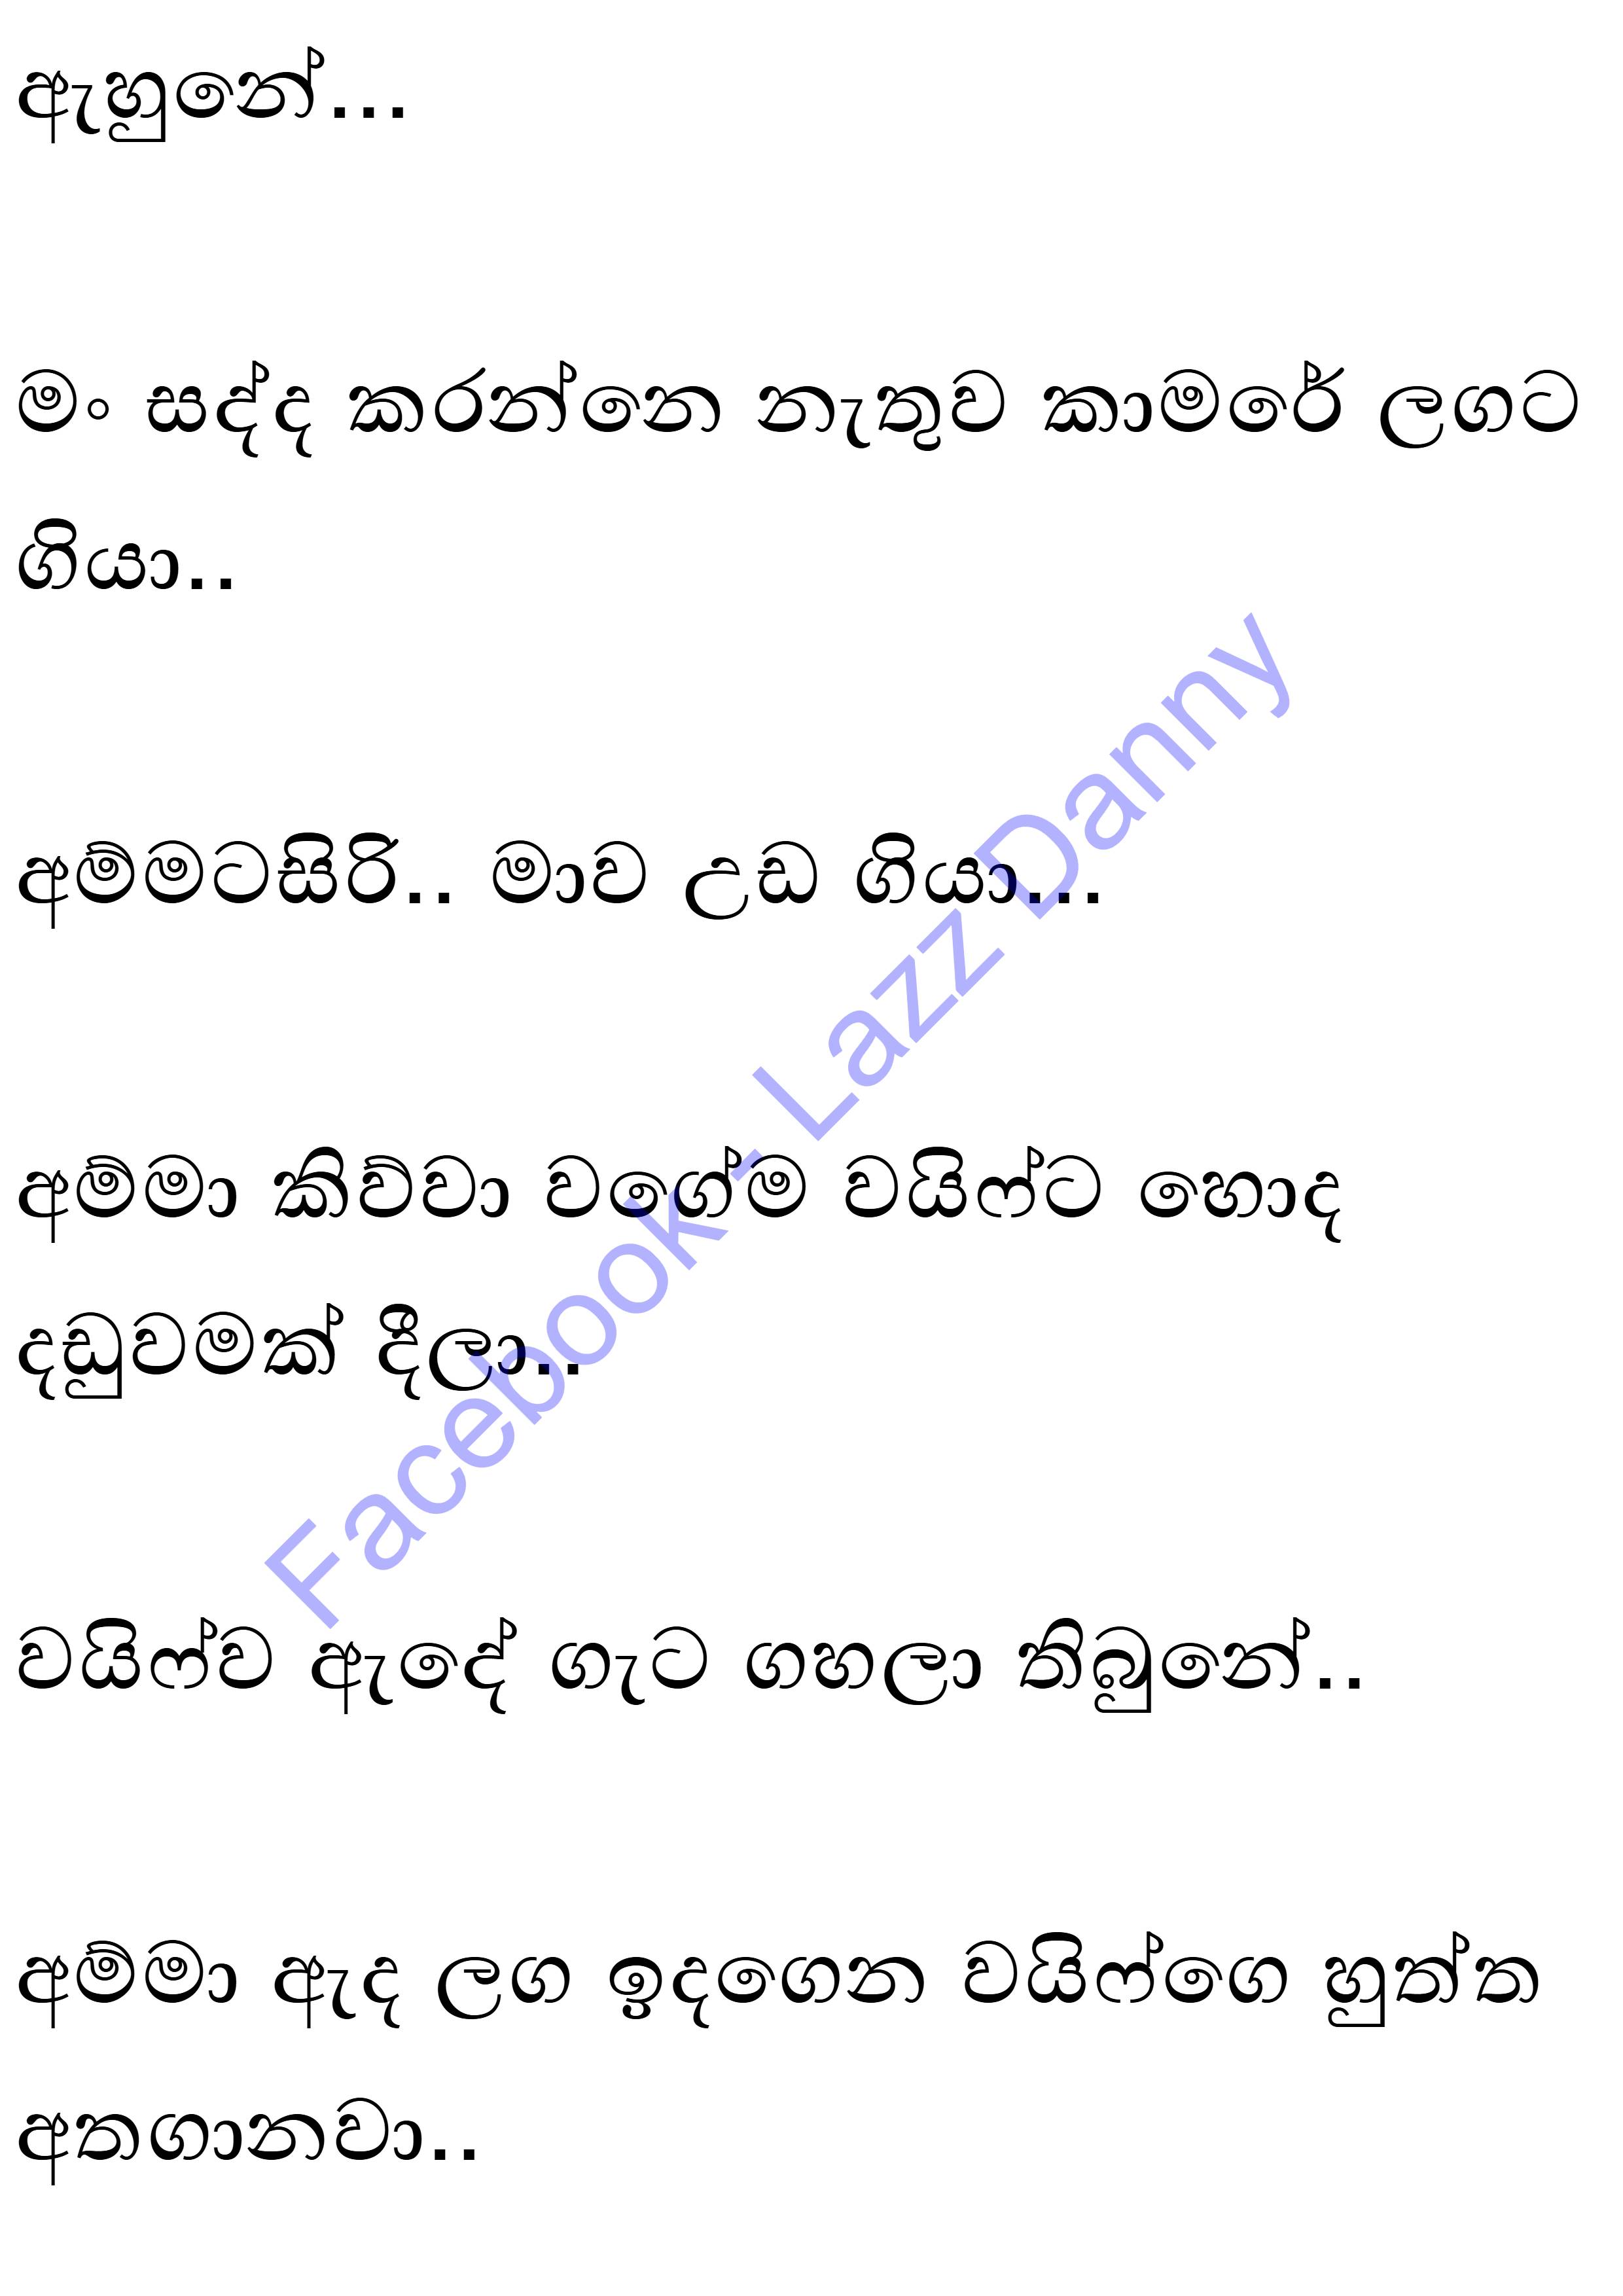 ඇහුනේ...
මං සද්ද කරන්නෙ නැතුව කාමරේ ලගට
ගියා..
අම්මටසිරි.. මාව උඩ ගියා...
අම්මා කිව්වා වගේම වයිෆ්ට හොද
දඩුවමක් දීලා..
වයිෆ්ව ඇදේ ගැට ගහලා තිබුනේ..
අම්මා ඇද ලග ඉදගෙන වයිෆ්ගෙ හුත්ත
අතගානවා..
Facebook - Lazz Danny